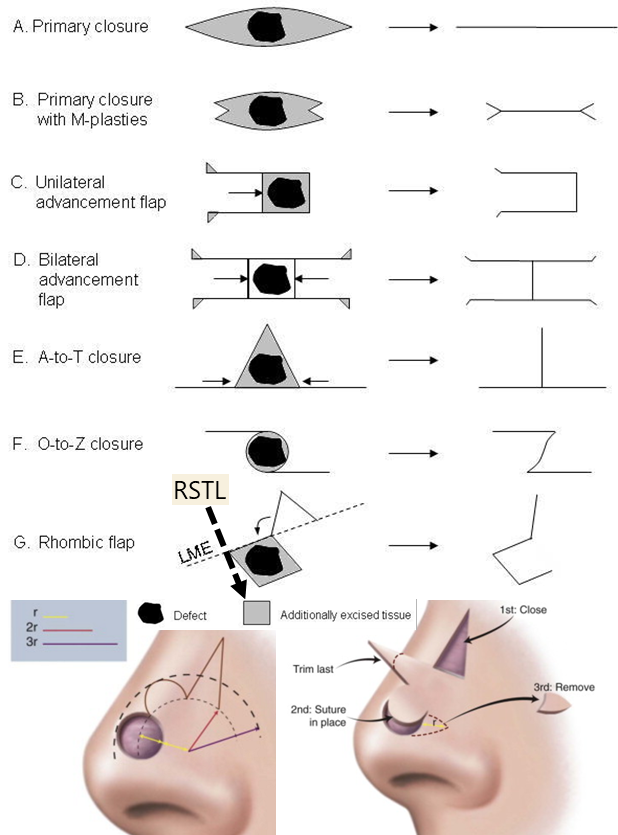 A. Primary closure
B. Primary closure
with M-plasties
C. Unilateral
advancement flap
D. Bilateral
advancement
flap
E. A-to-T closure
F. O-to-Z closure
RSTL
G. Rhombic flap
LME
r
2r
3r
Defect
Additionally excised tissue
1st: Close
Trim last
3rd: Remove
2nd: Suture
in place